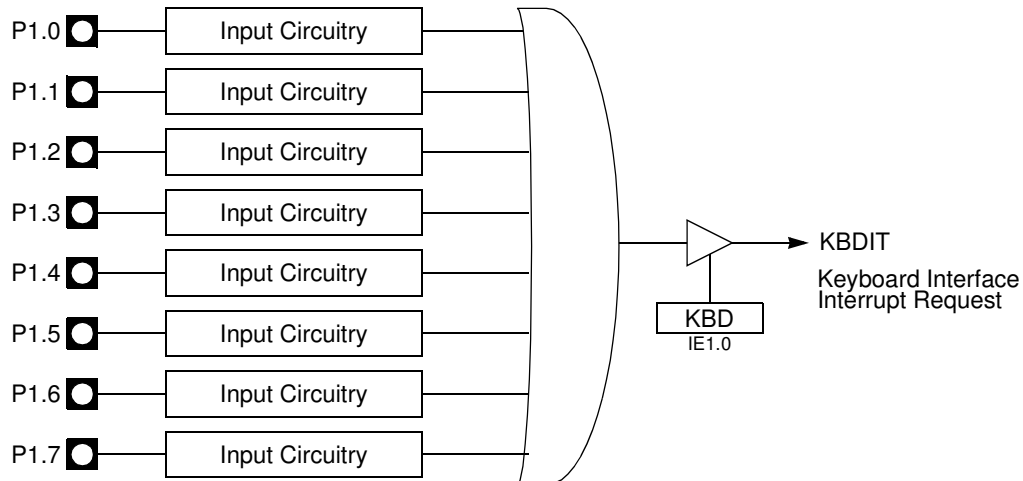 P1.0 Input Circuitry
P1.1 Input Circuitry
P1.2 Input Circuitry
P1.3 Input Circuitry
KBDIT
P1.4 Input Circuitry
Keyboard Interface
Interrupt Request
KBD
P1.5 Input Circuitry
IE1.0
P1.6 Input Circuitry
P1.7 Input Circuitry